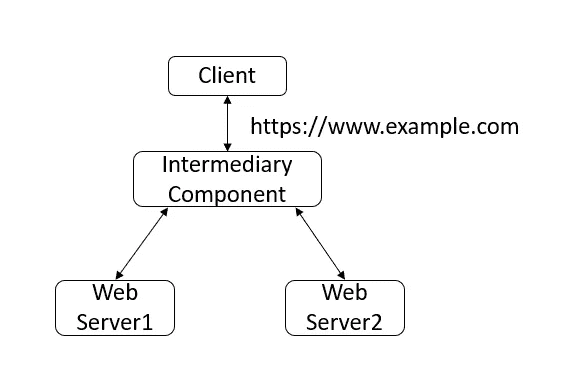 Client
https://www.example.com
Intermediary
Component
Web
Server1
Web
Server2